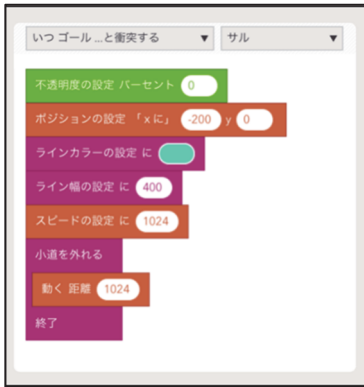 いつ ゴール ...と衝突する ▼ サル ▼
不透明度の設定 パーセント 0
ポジションの設定 「xに」 -200 y 0
ラインカラーの設定 に
ライン幅の設定 に 400
スピードの設定 に 1024
小道を外れる
動く 距離 1024
終了